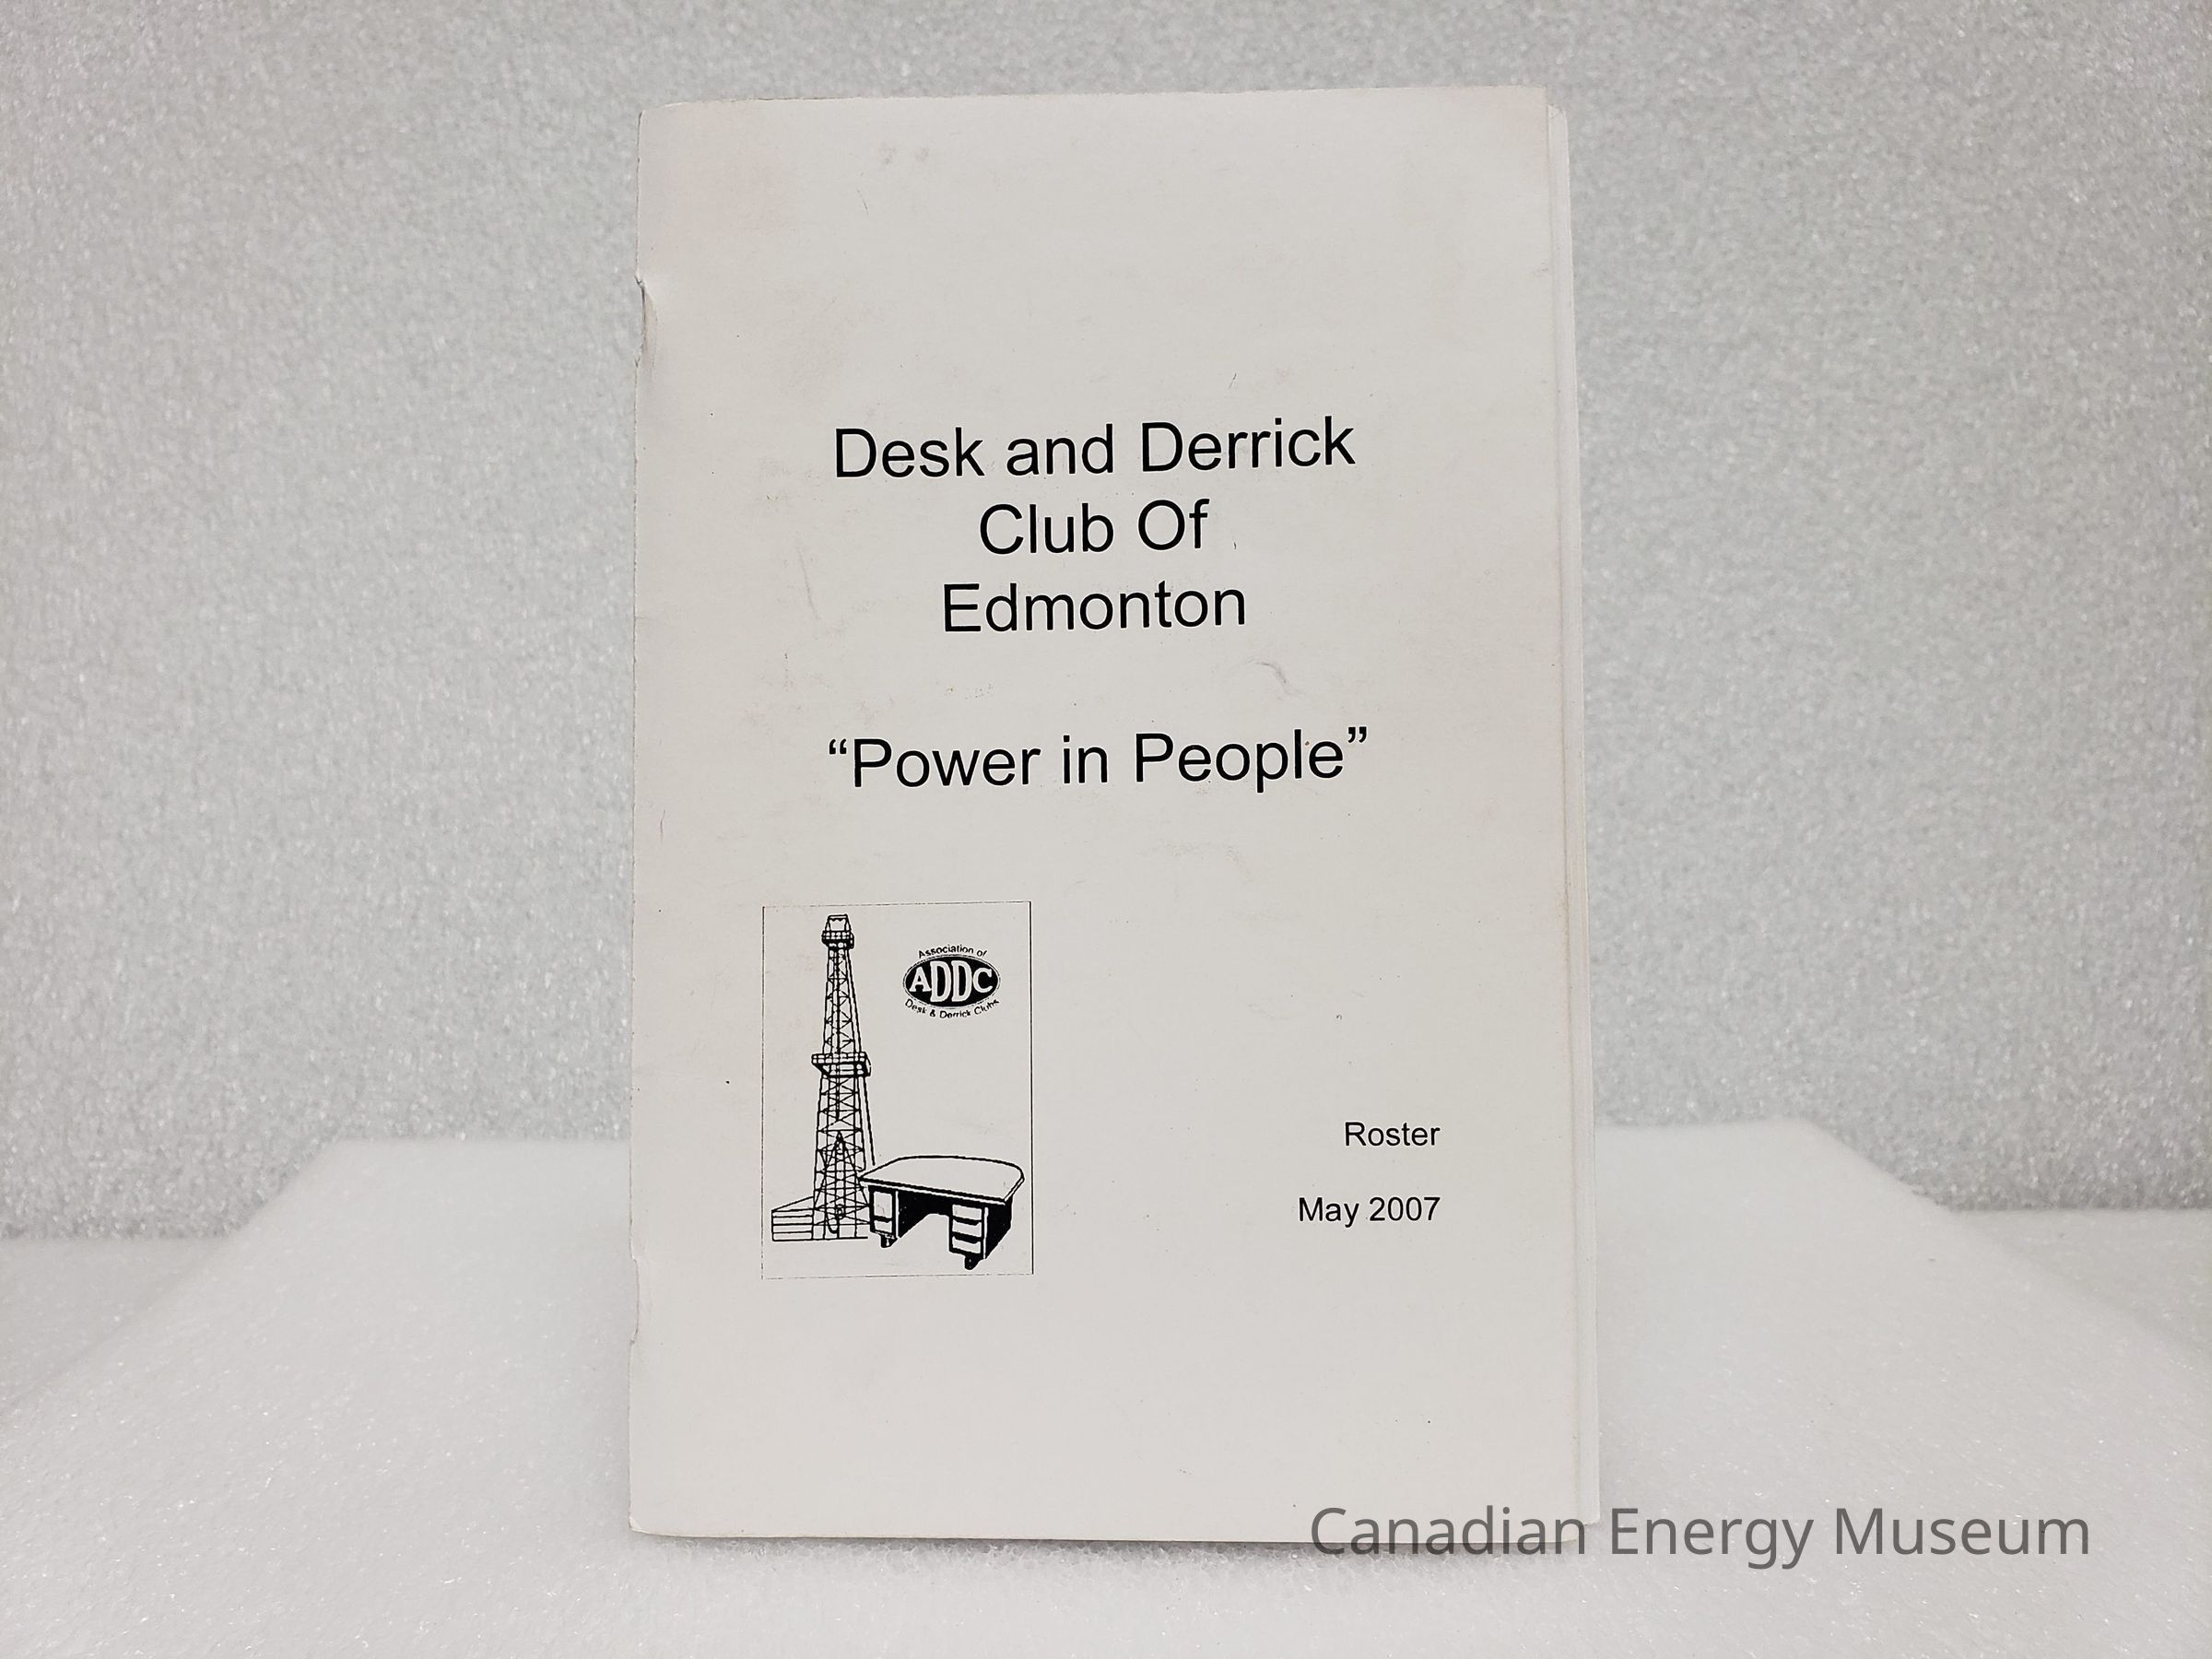 Desk and Derrick
Club Of
Edmonton
“Power in People”
Association of
ADDC
Desk & Derrick Clubs
Roster
May 2007
Canadian Energy Museum